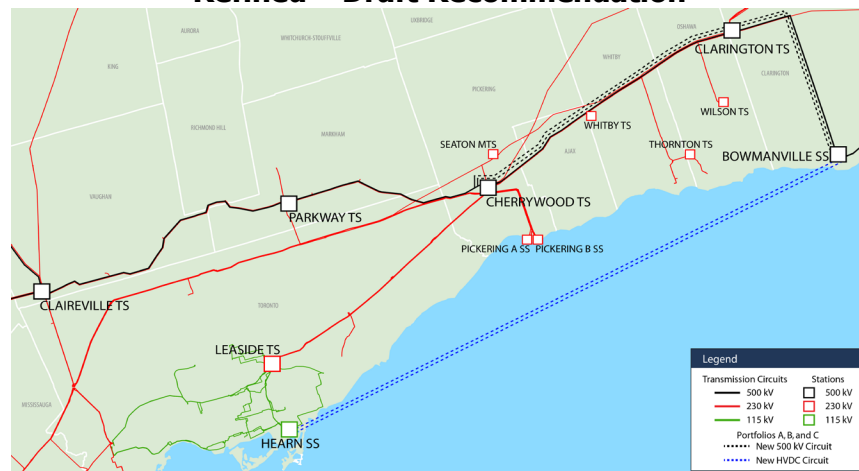 Refined – Draft Recommendation
UXBRIDGE
OSHAWA
AURORA
WHITCHURCH STOUFFVILLE
CLARINGTON TS
WHITBY
KING
CLARINGTON
PICKERING
WILSON TS
RICHMOND HILL
MARKHAM
WHITBY TS
SEATON MTS
THORNTON TS
AJAX
BOWMANVILLE SS
VAUGHAN
CHERRYWOOD TS
PARKWAY TS
PICKERING A SS
PICKERING B SS
CLAIREVILLE TS
TORONTO
LEASIDE TS
MISSISSAUGA
HEARN SS
Legend
Transmission Circuits Stations
500 kV 500 kV
230 kV 230 kV
115 kV 115 kV
Portfolios A, B, and C
New 500 kV Circuit
New HVDC Circuit